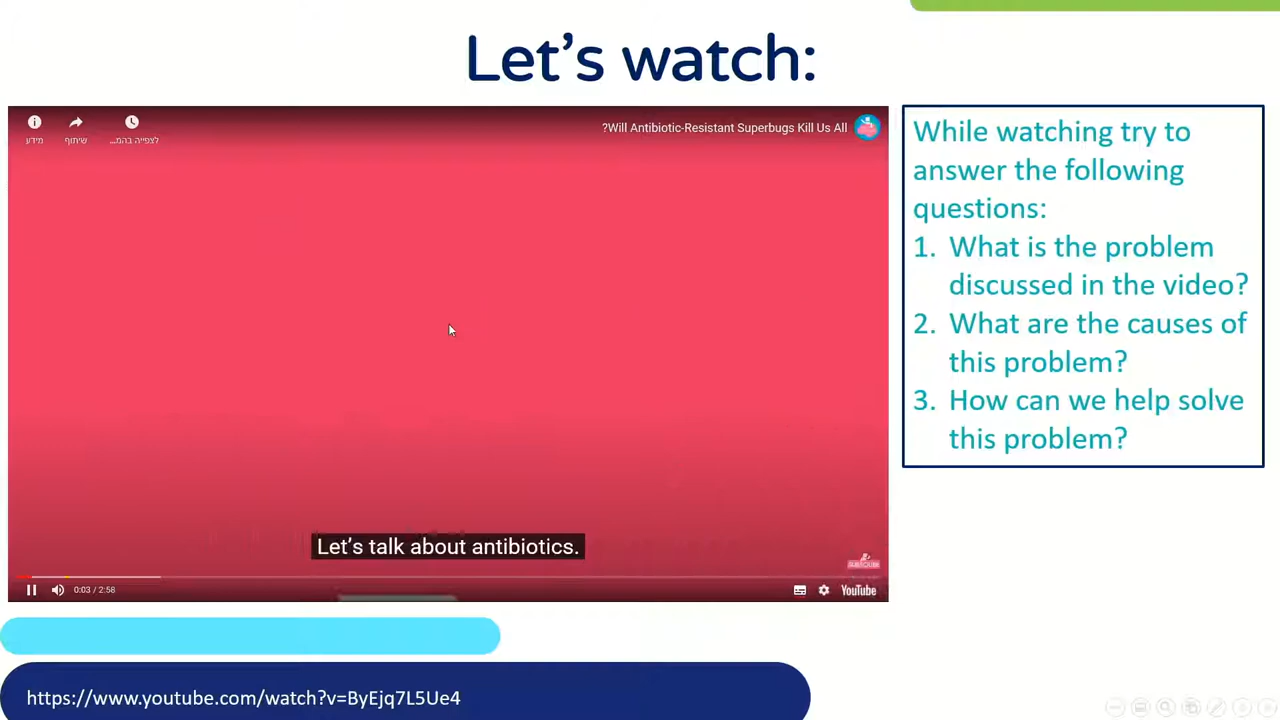 Let's watch:
?Will Antibiotic-Resistant Superbugs Kill Us All
מידע
שיתוף
לצפייה בהמ...
Let's talk about antibiotics.
SUBSCRIBE
0:03 / 2:58
YouTube
While watching try to
answer the following
questions:
1. What is the problem
discussed in the video?
2. What are the causes of
this problem?
3. How can we help solve
this problem?
https://www.youtube.com/watch?v=ByEjq7L5Ue4